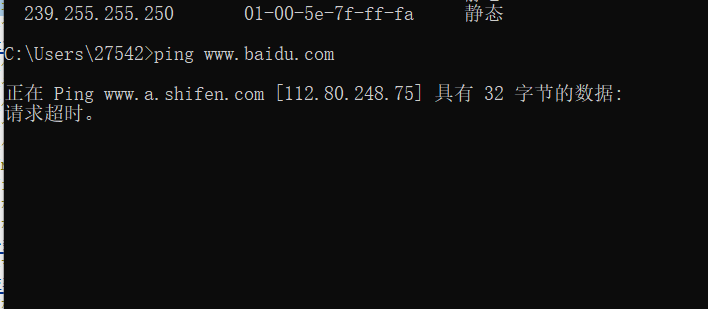 239.255.255.250 01-00-5e-7f-ff-fa 静态
C:\Users\27542>ping www.baidu.com
正在 Ping www.a.shifen.com [112.80.248.75] 具有 32 字节的数据:
请求超时。